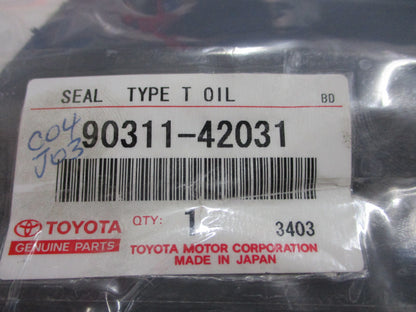 SEAL TYPE T OIL
BD
C04
J03
90311-42031
TOYOTA
GENUINE PARTS
QTY: 1
3403
TOYOTA MOTOR CORPORATION
MADE IN JAPAN